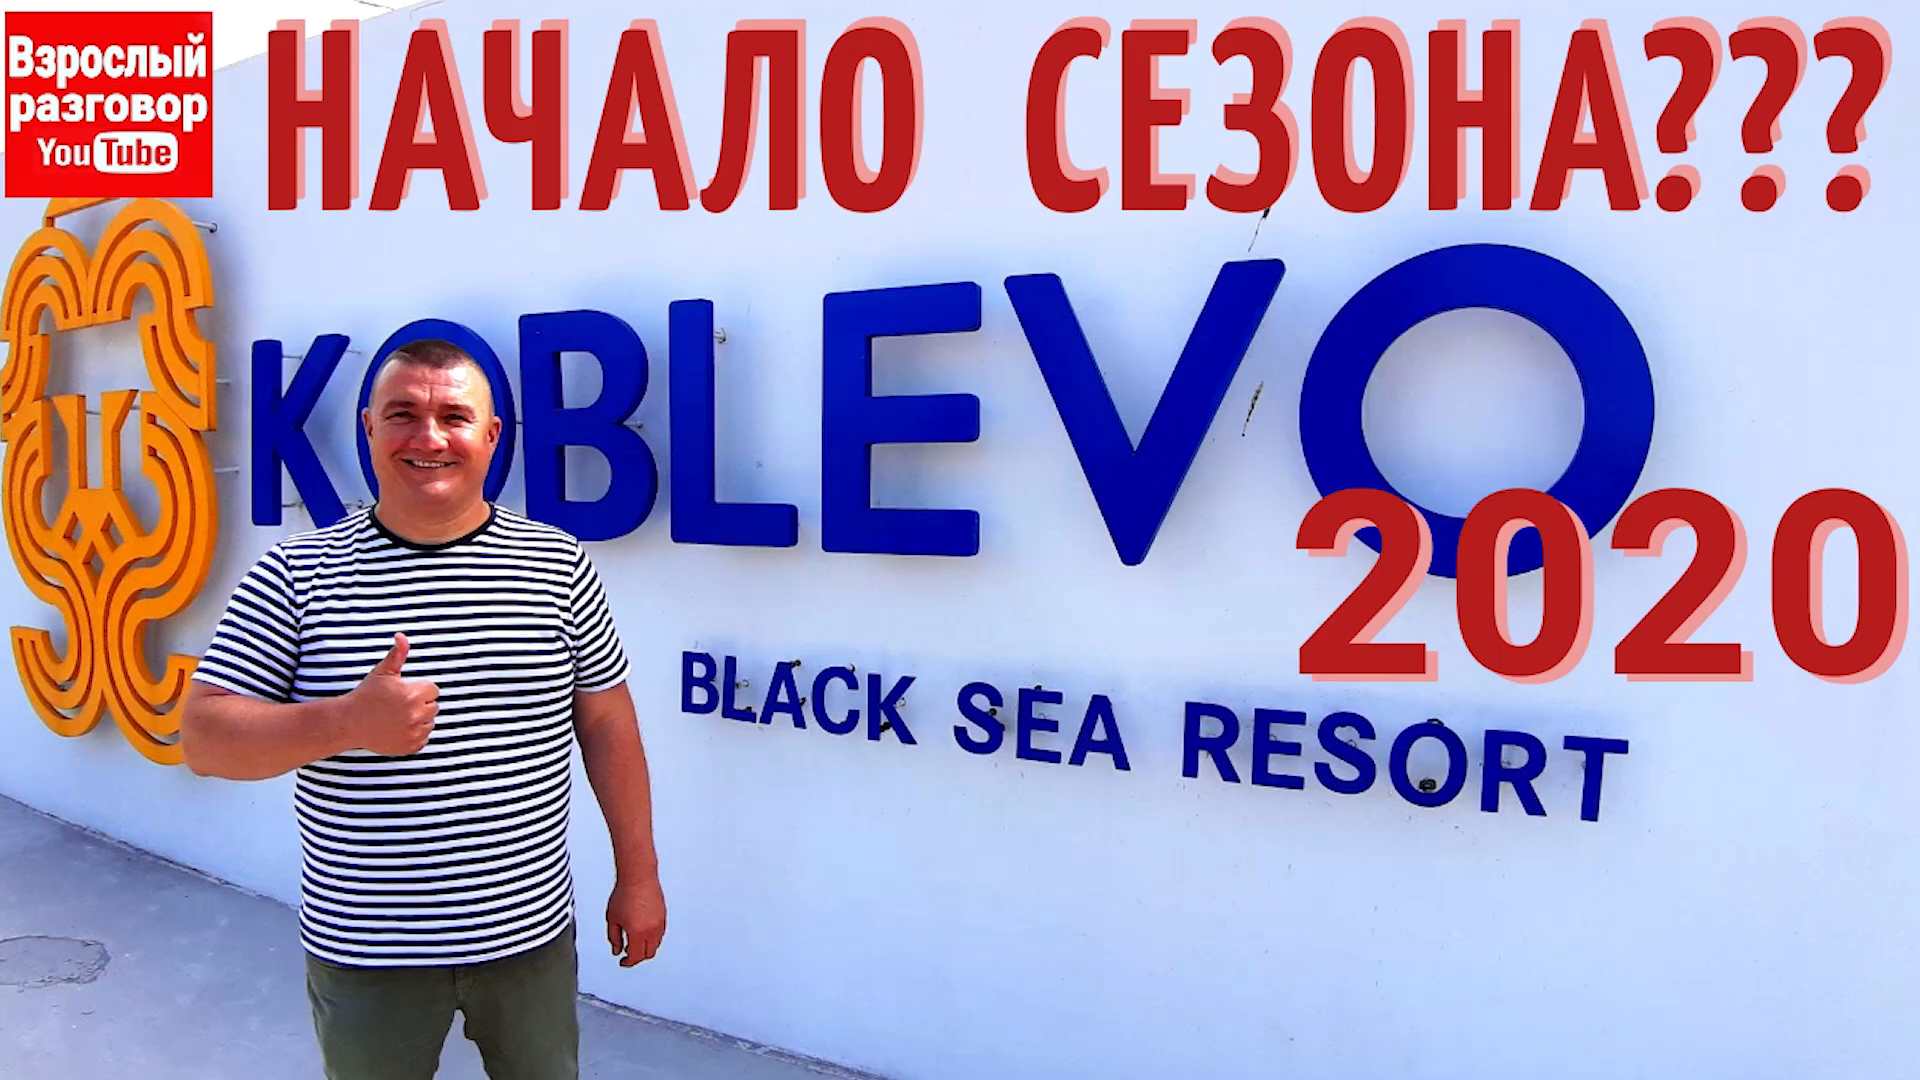 Взрослый
разговор
YouTube
НАЧАЛО СЕЗОНА???
KOBLEVO
2020
BLACK SEA RESORT